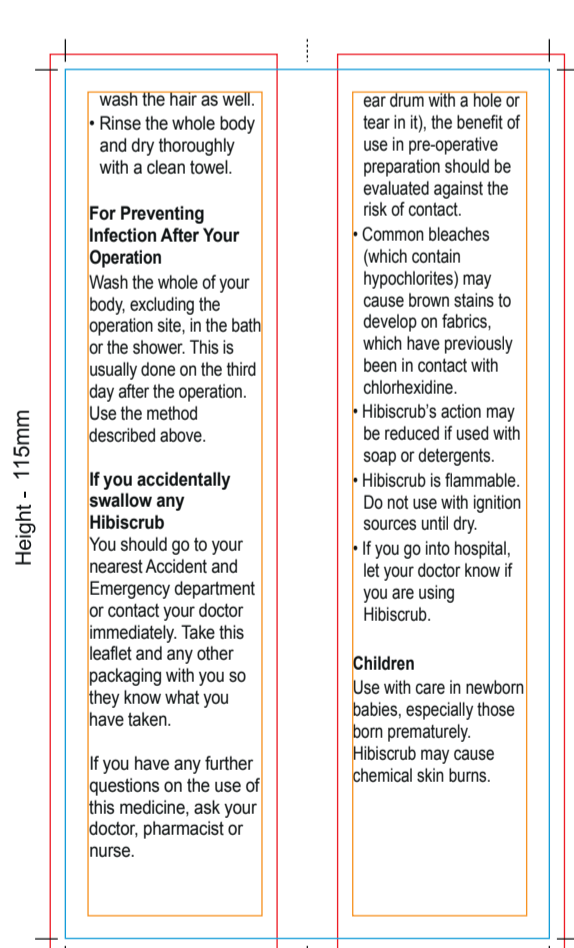 Height - 115mm
wash the hair as well.
• Rinse the whole body
and dry thoroughly
with a clean towel.
For Preventing
Infection After Your
Operation
Wash the whole of your
body, excluding the
operation site, in the bath
or the shower. This is
usually done on the third
day after the operation.
Use the method
described above.
If you accidentally
swallow any
Hibiscrub
You should go to your
nearest Accident and
Emergency department
or contact your doctor
immediately. Take this
leaflet and any other
packaging with you so
they know what you
have taken.
If you have any further
questions on the use of
this medicine, ask your
doctor, pharmacist or
nurse.
ear drum with a hole or
tear in it), the benefit of
use in pre-operative
preparation should be
evaluated against the
risk of contact.
• Common bleaches
(which contain
hypochlorites) may
cause brown stains to
develop on fabrics,
which have previously
been in contact with
chlorhexidine.
• Hibiscrub's action may
be reduced if used with
soap or detergents.
• Hibiscrub is flammable.
Do not use with ignition
sources until dry.
• If you go into hospital,
let your doctor know if
you are using
Hibiscrub.
Children
Use with care in newborn
babies, especially those
born prematurely.
Hibiscrub may cause
chemical skin burns.